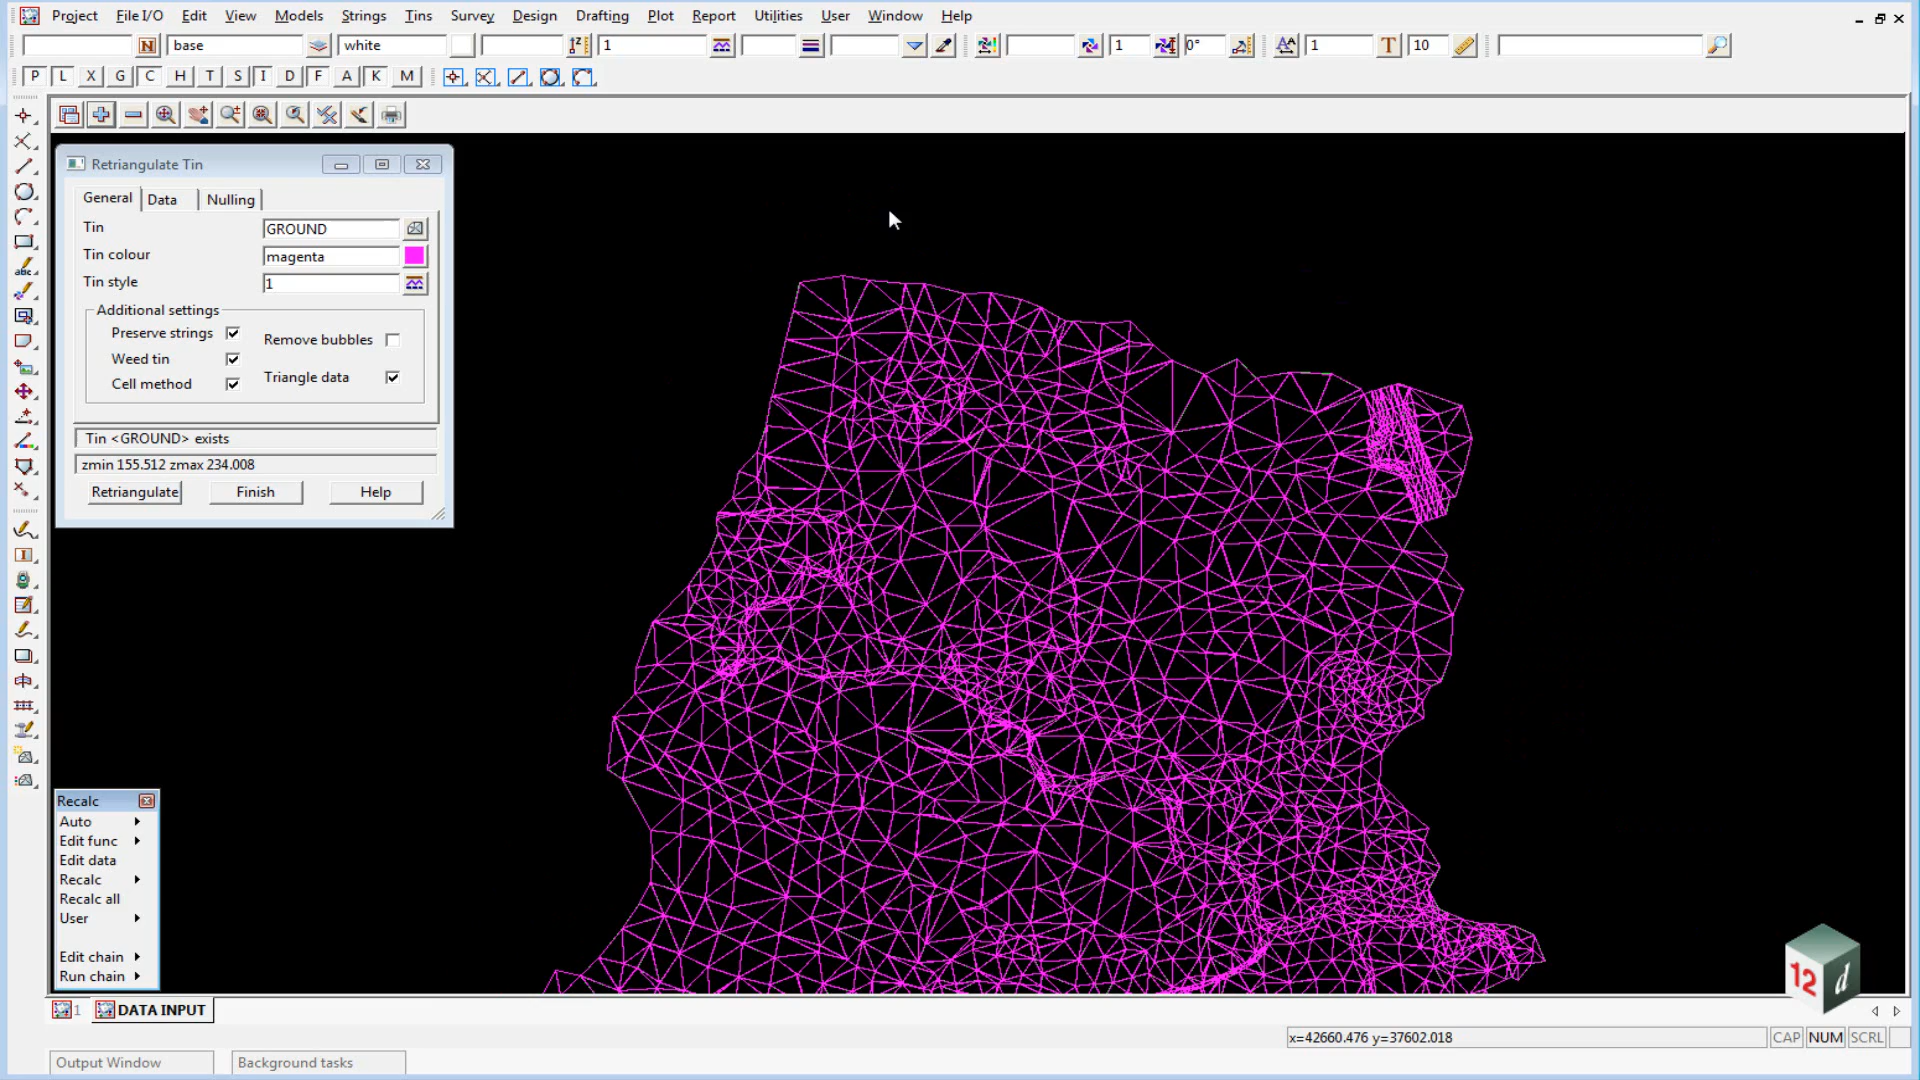 Project File I/O Edit View Models Strings Tins Survey Design Drafting Plot Report Utilities User Window Help
N base white 1 1 0° 1 T 10
P L X G C H T S I D F A K M
Retriangulate Tin
General Data Nulling
Tin GROUND
Tin colour magenta
Tin style 1
Additional settings
Preserve strings Remove bubbles
Weed tin
Triangle data
Cell method
Tin <GROUND> exists
zmin 155.512 zmax 234.008
Retriangulate Finish Help
abc
Recalc
Auto
Edit func
Edit data
Recalc
Recalc all
User
Edit chain
Run chain
12 d
1 DATA INPUT
x=42660.476 y=37602.018 CAP NUM SCRL
Output Window Background tasks